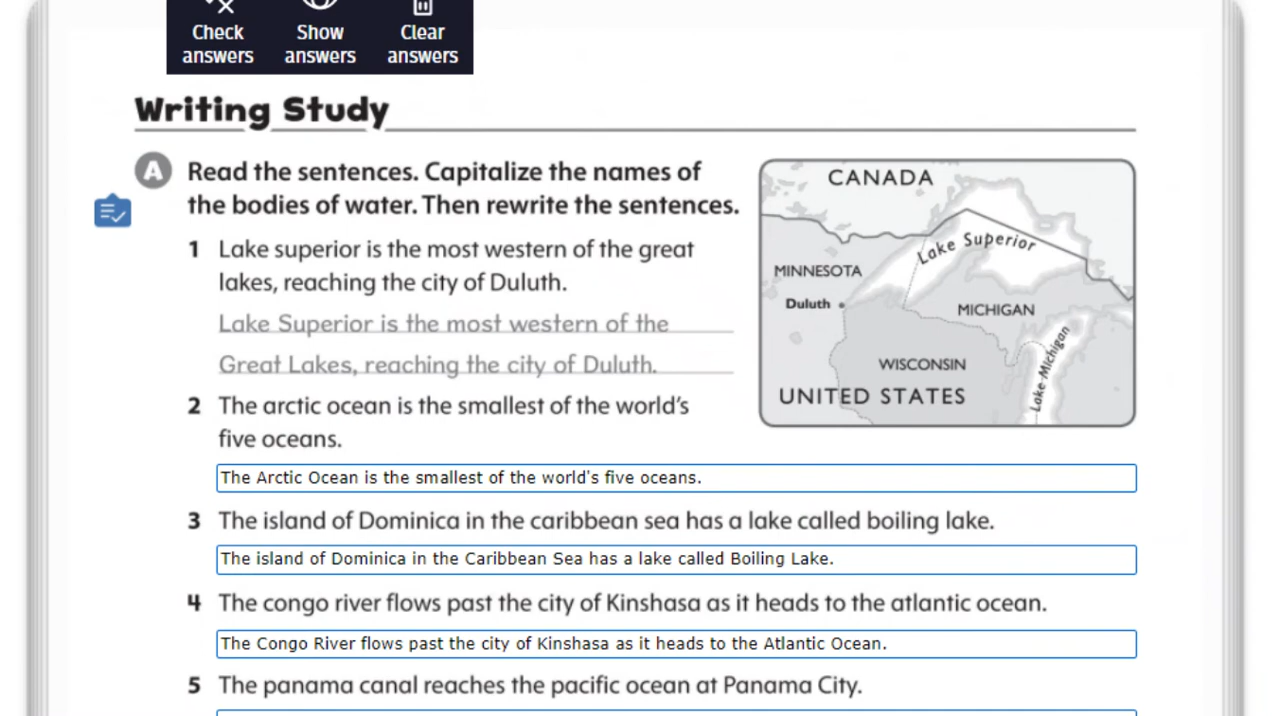 Check answers
Show answers
Clear answers
Writing Study
A
Read the sentences. Capitalize the names of
the bodies of water. Then rewrite the sentences.
1 Lake superior is the most western of the great
lakes, reaching the city of Duluth.
Lake Superior is the most western of the
Great Lakes, reaching the city of Duluth.
CANADA
Lake Superior
MINNESOTA
Duluth
MICHIGAN
WISCONSIN
Lake Michigan
UNITED STATES
2 The arctic ocean is the smallest of the world's
five oceans.
The Arctic Ocean is the smallest of the world's five oceans.
3 The island of Dominica in the caribbean sea has a lake called boiling lake.
The island of Dominica in the Caribbean Sea has a lake called Boiling Lake.
4 The congo river flows past the city of Kinshasa as it heads to the atlantic ocean.
The Congo River flows past the city of Kinshasa as it heads to the Atlantic Ocean.
5 The panama canal reaches the pacific ocean at Panama City.